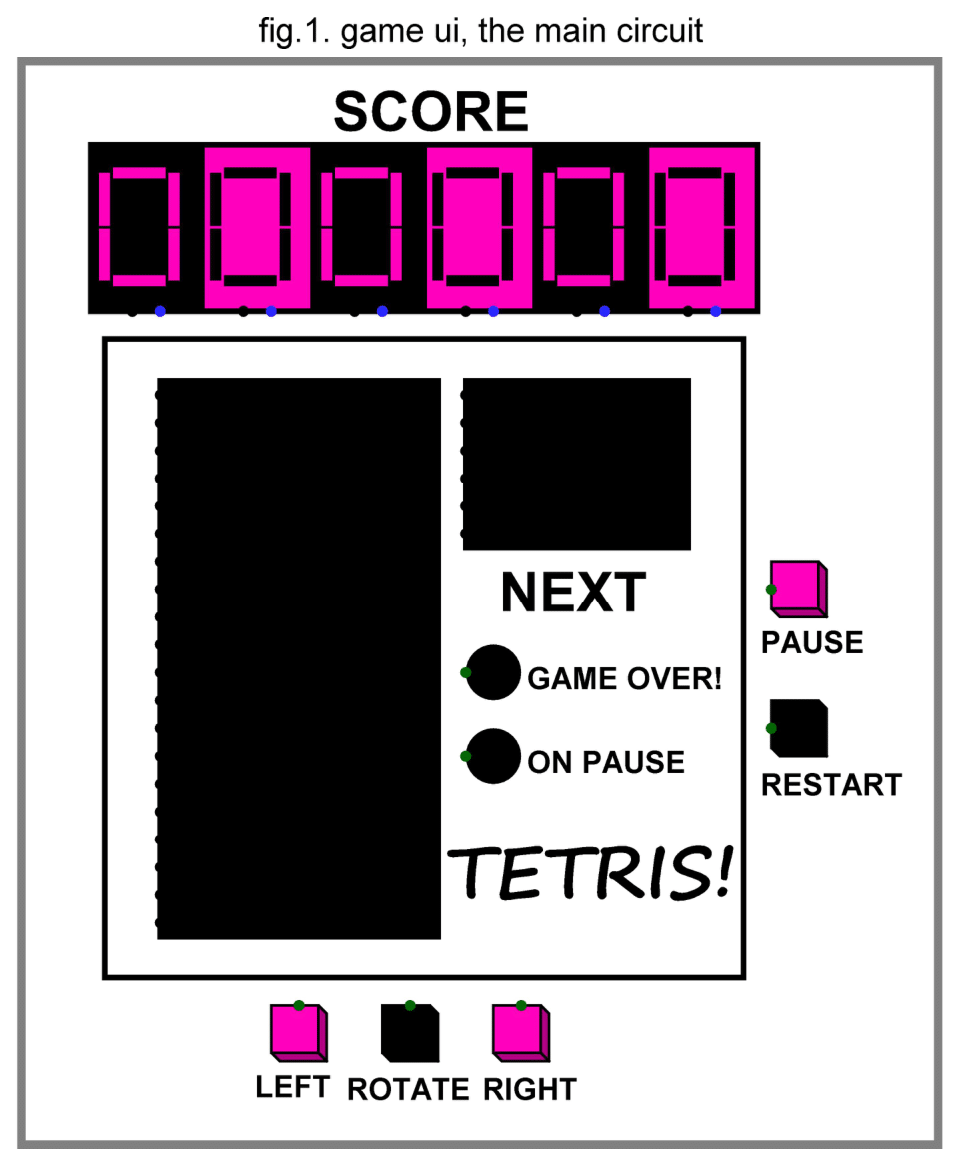 fig.1. game ui, the main circuit
SCORE
000000
NEXT
GAME OVER!
ON PAUSE
TETRIS!
PAUSE
RESTART
LEFT ROTATE RIGHT